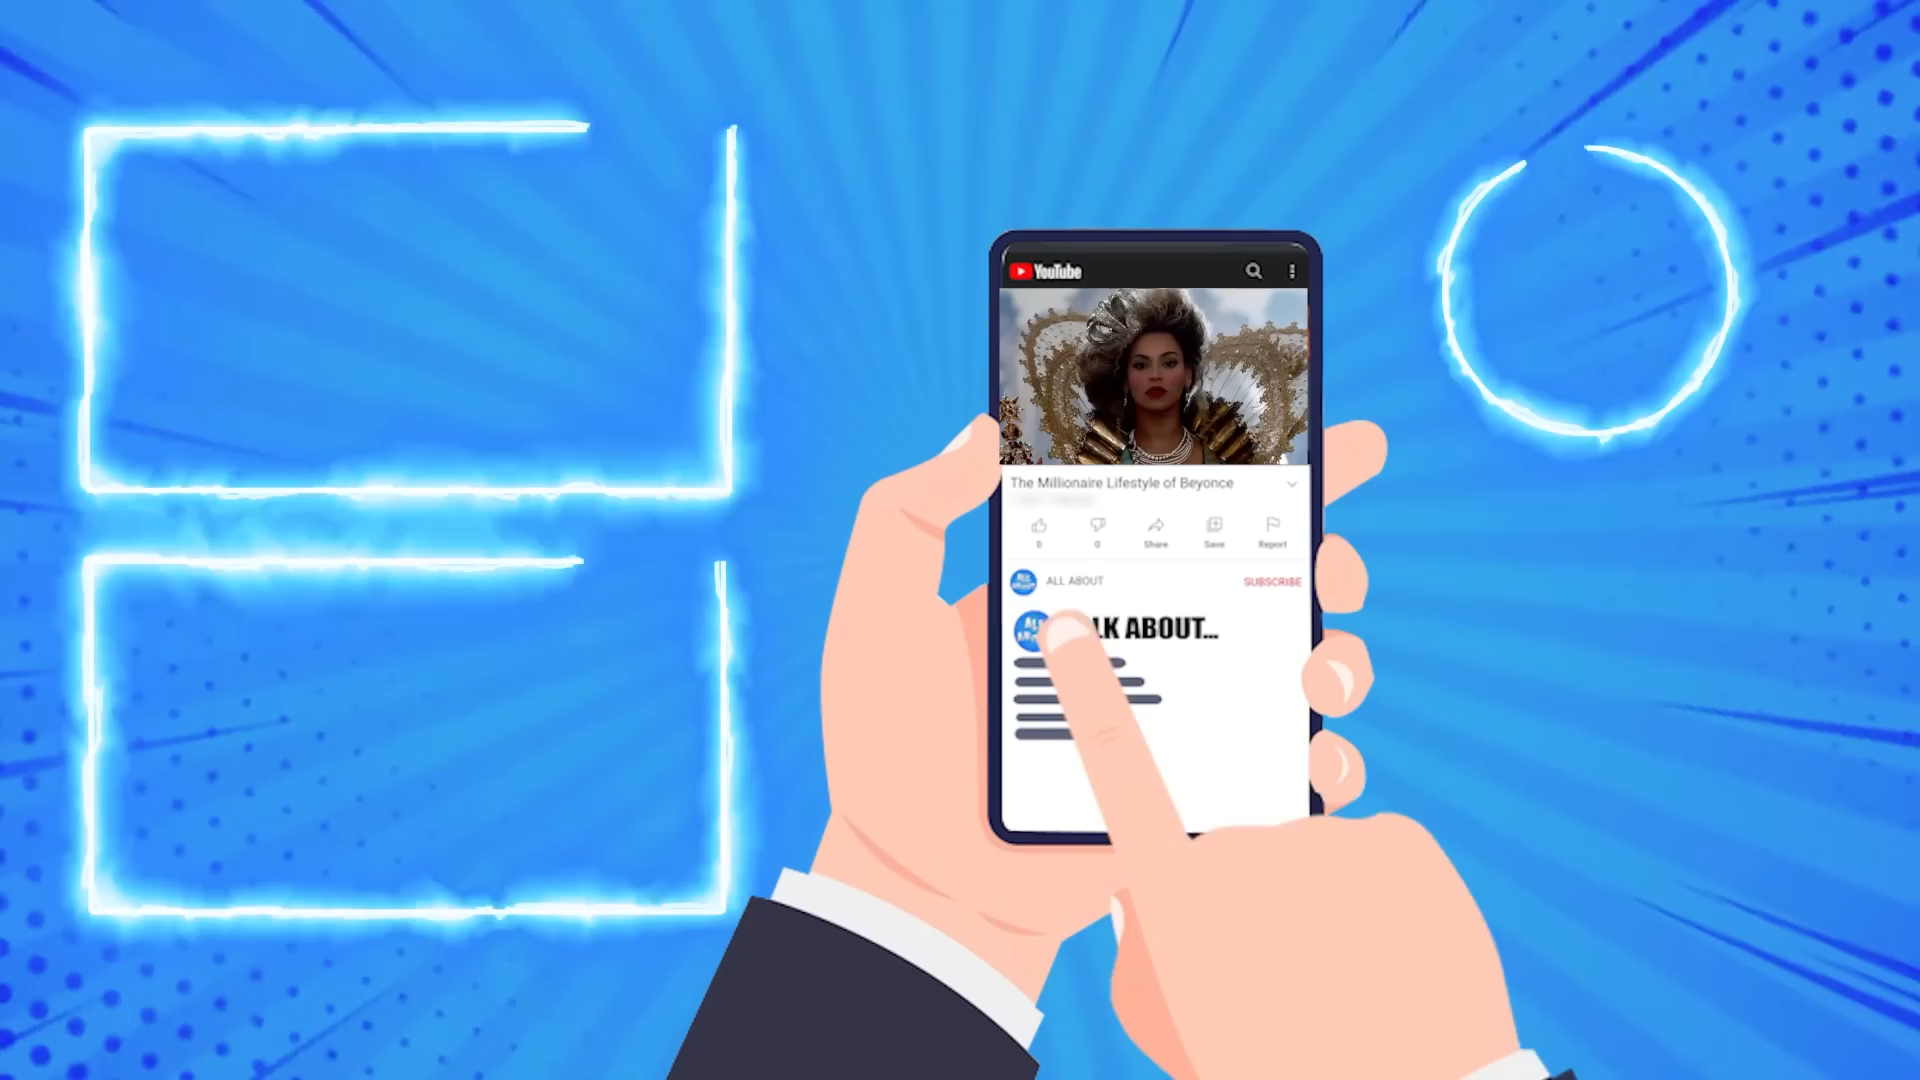 YouTube
The Millionaire Lifestyle of Beyonce
0 0 Share Save Report
ALL ABOUT SUBSCRIBE
LK ABOUT...